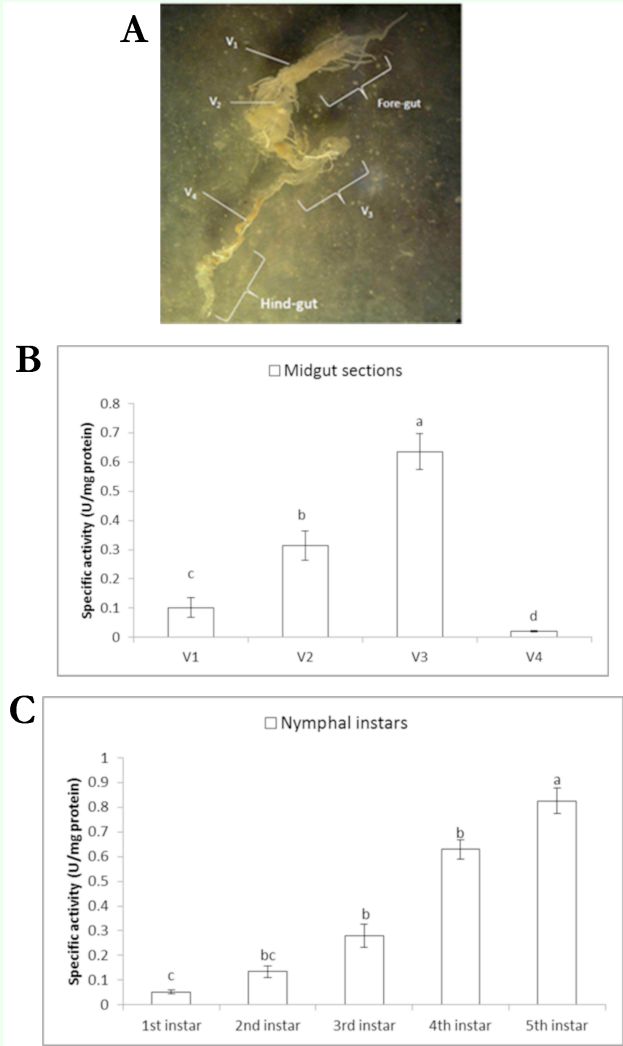 A
V1
V2
Fore-gut
V4
V3
Hind-gut
B
Midgut sections
Specific activity (U/mg protein)
0.8
0.7
0.6
0.5
0.4
0.3
0.2
0.1
0
c
b
a
d
V1 V2 V3 V4
C
Nymphal instars
Specific activity (U/mg protein)
1
0.9
0.8
0.7
0.6
0.5
0.4
0.3
0.2
0.1
0
c
bc
b
b
a
1st instar 2nd instar 3rd instar 4th instar 5th instar